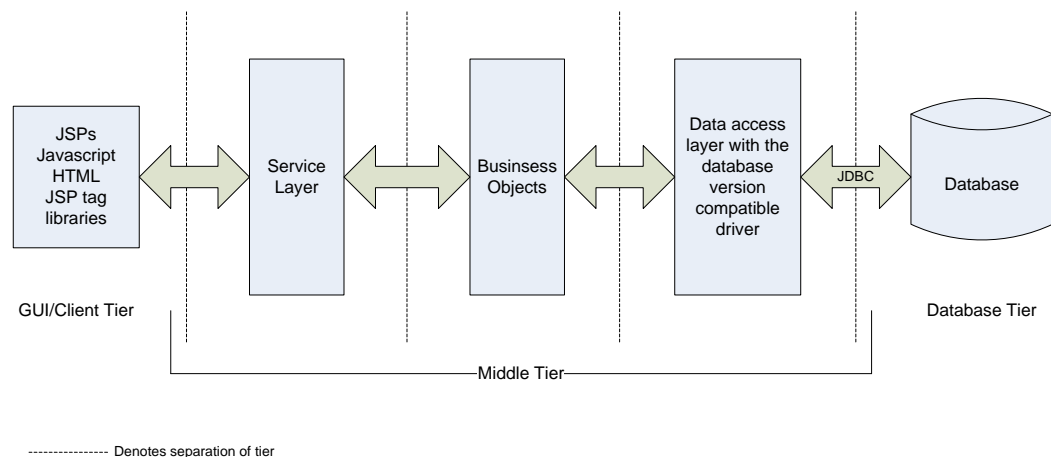 JSPs
Javascript
HTML
JSP tag
libraries
Service
Layer
Businsess
Objects
Data access
layer with the
database
version
compatible
driver
JDBC
Database
GUI/Client Tier
Database Tier
Middle Tier
Denotes separation of tier